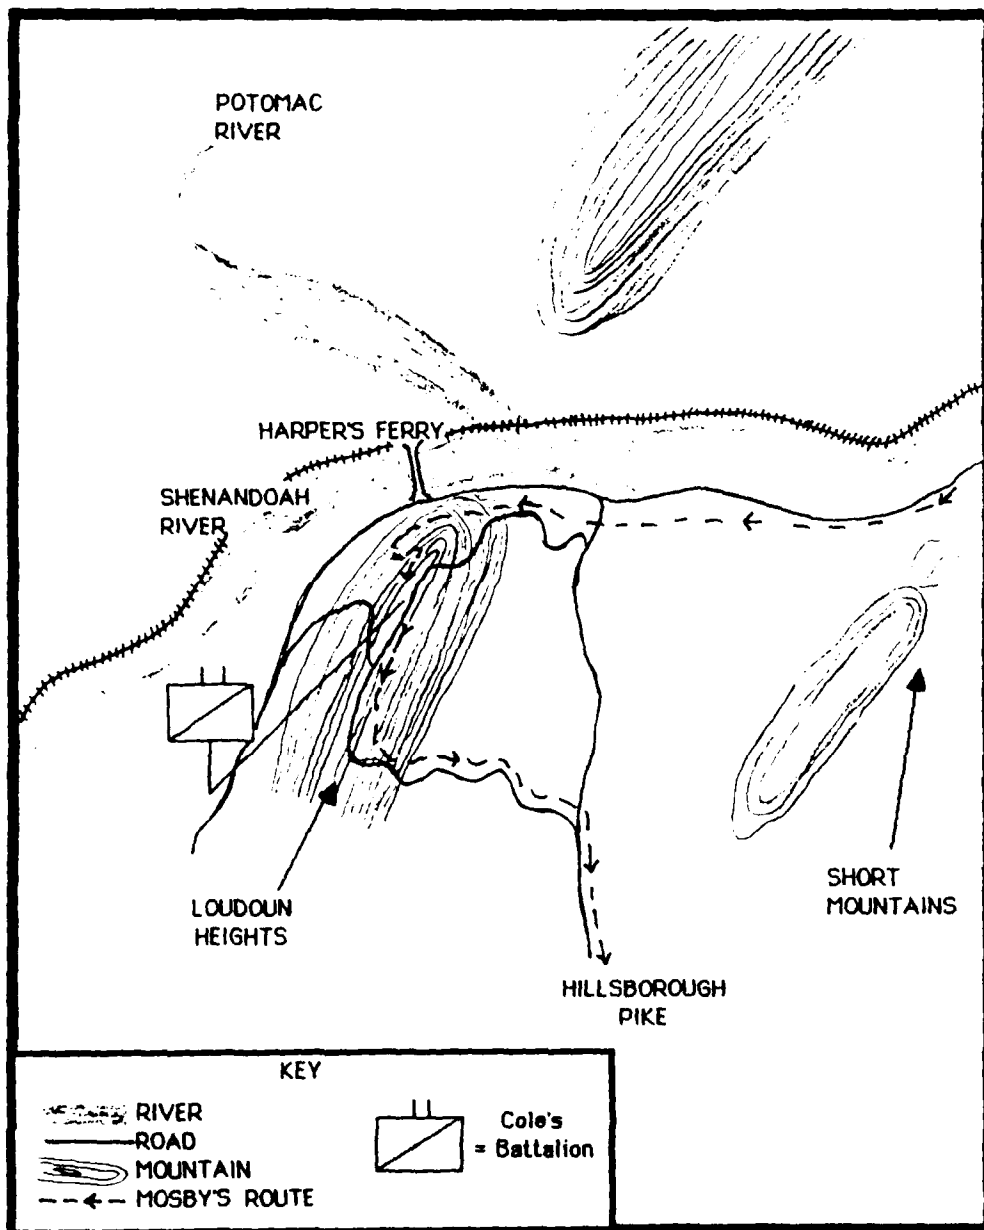 POTOMAC
RIVER
HARPER'S FERRY
SHENANDOAH
RIVER
LOUDOUN
HEIGHTS
SHORT
MOUNTAINS
HILLSBOROUGH
PIKE
KEY
RIVER
ROAD
MOUNTAIN
MOSBY'S ROUTE
Cole's
= Battalion